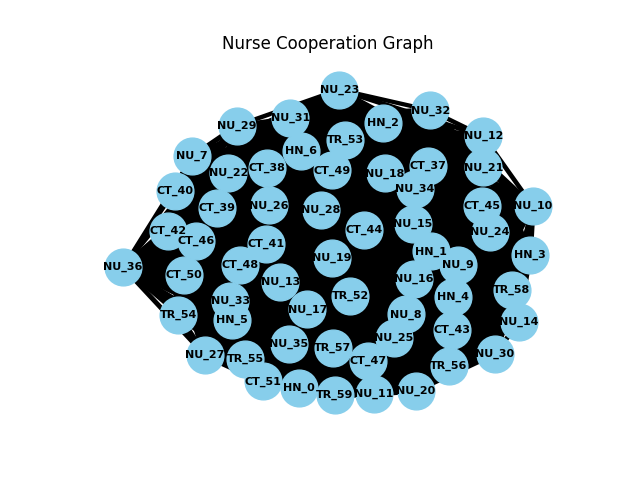 Nurse Cooperation Graph
NU_23
NU_32
NU_31
HN_2
NU_29
NU_12
TR_53
HN_6
NU_7
CT_37
NU_21
CT_38
CT_49
NU_22
NU_18
NU_34
CT_40
NU_26
CT_45
NU_10
CT_39
NU_28
NU_15
CT_42
CT_44
NU_24
CT_46
CT_41
HN_1
HN_3
NU_19
CT_48
NU_9
NU_36
CT_50
NU_16
NU_13
TR_58
TR_52
HN_4
NU_33
NU_17
TR_54
HN_5
NU_8
NU_14
CT_43
NU_25
NU_35
TR_57
NU_27
NU_30
TR_55
CT_47
TR_56
CT_51
HN_0
NU_20
NU_11
TR_59